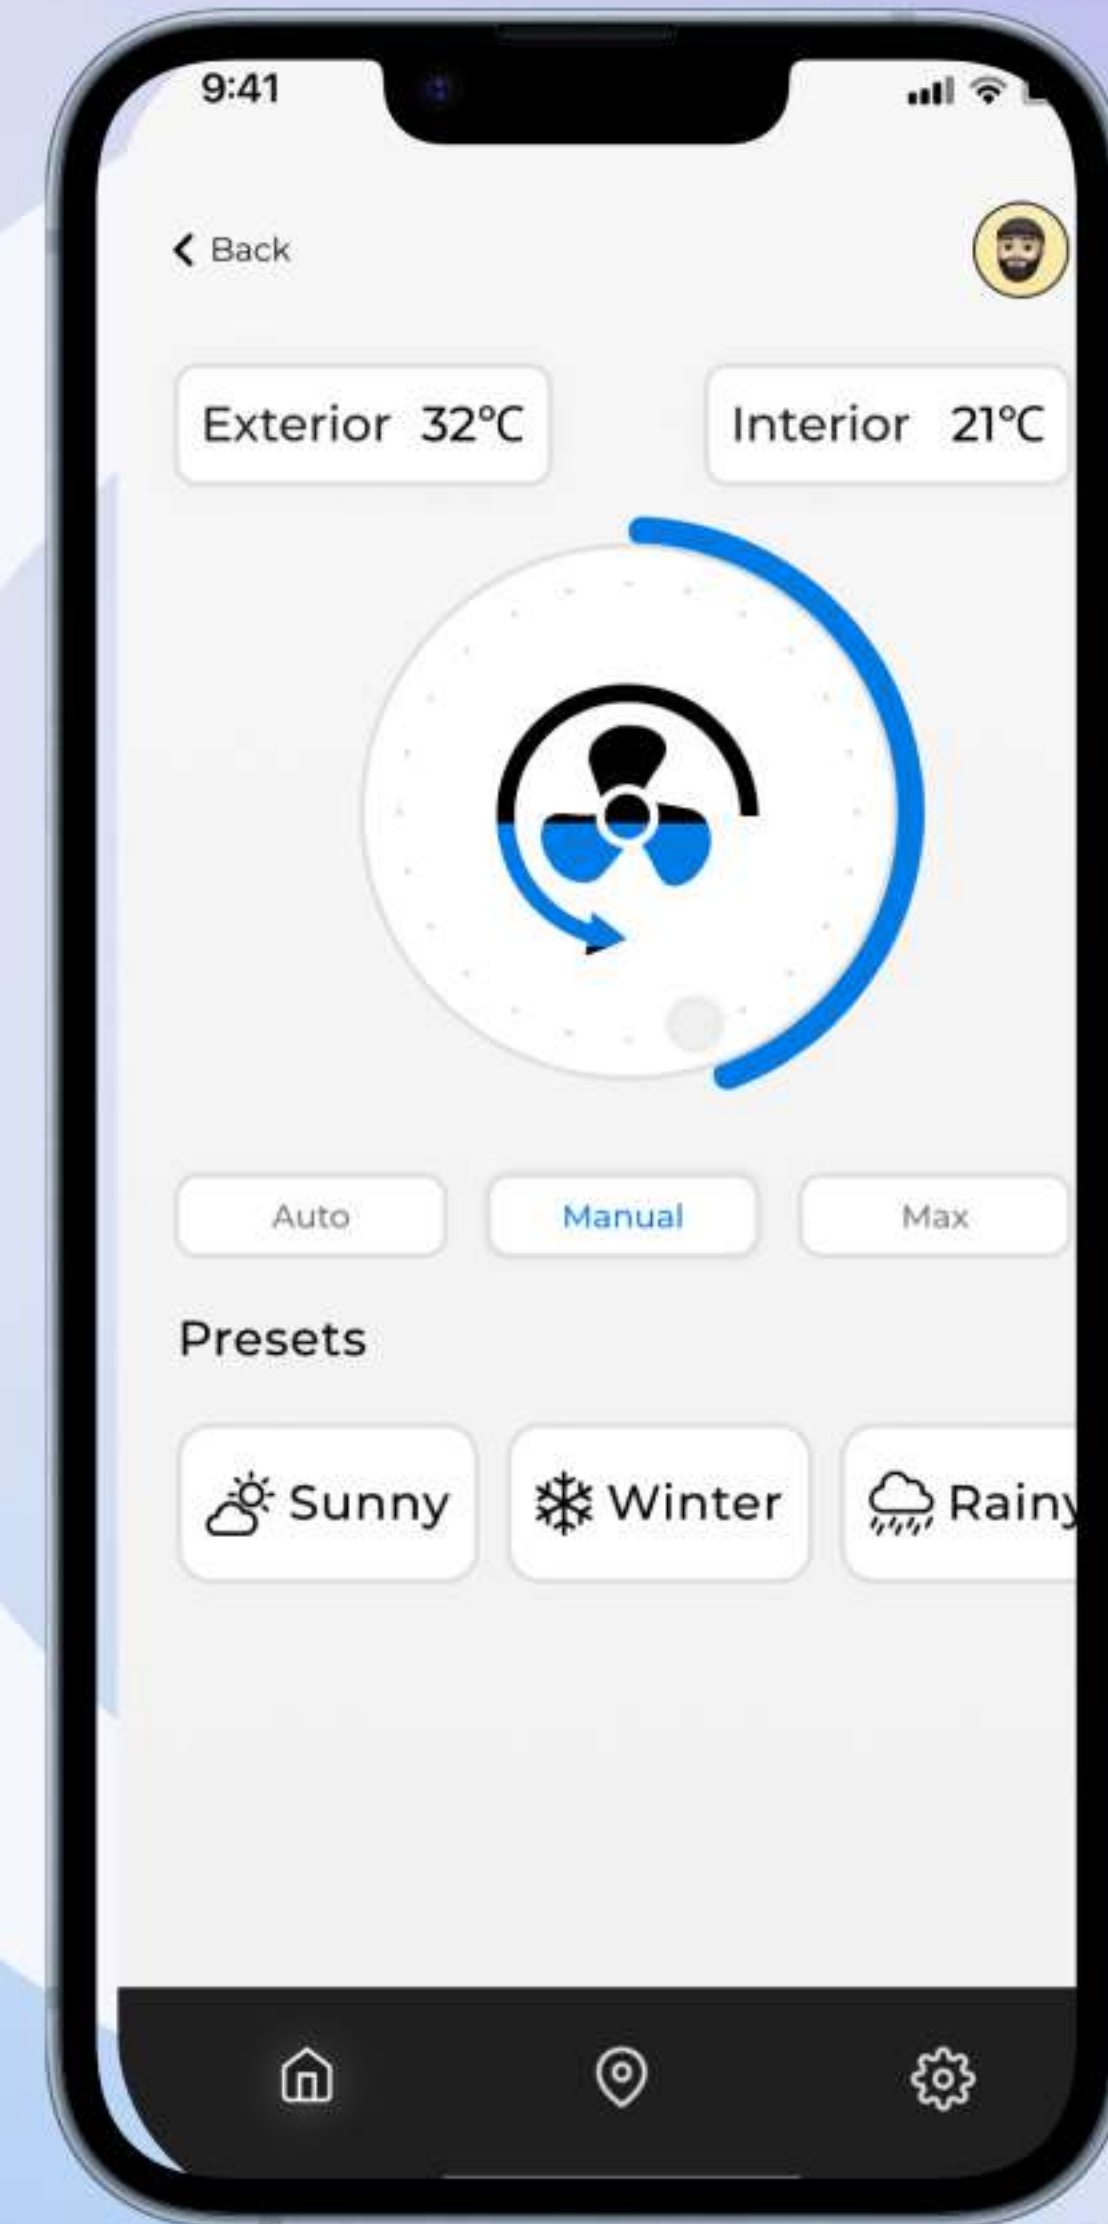 9:41
Back
Exterior 32°C
Interior 21°C
Auto
Manual
Max
Presets
Sunny
Winter
Rainy